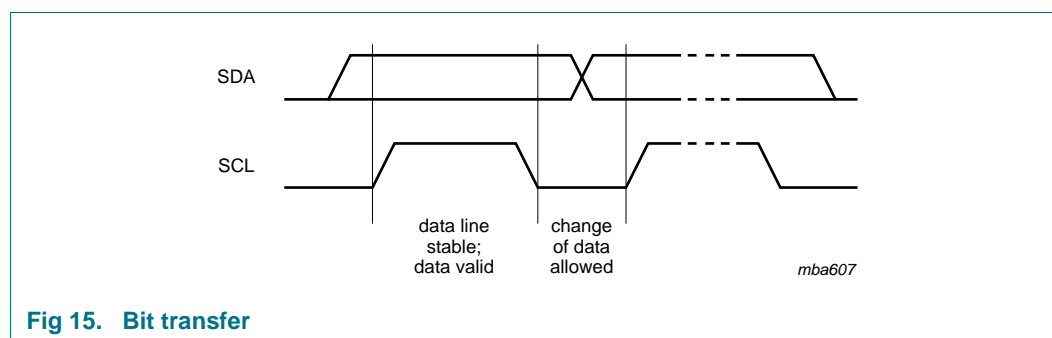 SDA
SCL
data line
stable;
data valid
change
of data
allowed
mba607
Fig 15. Bit transfer